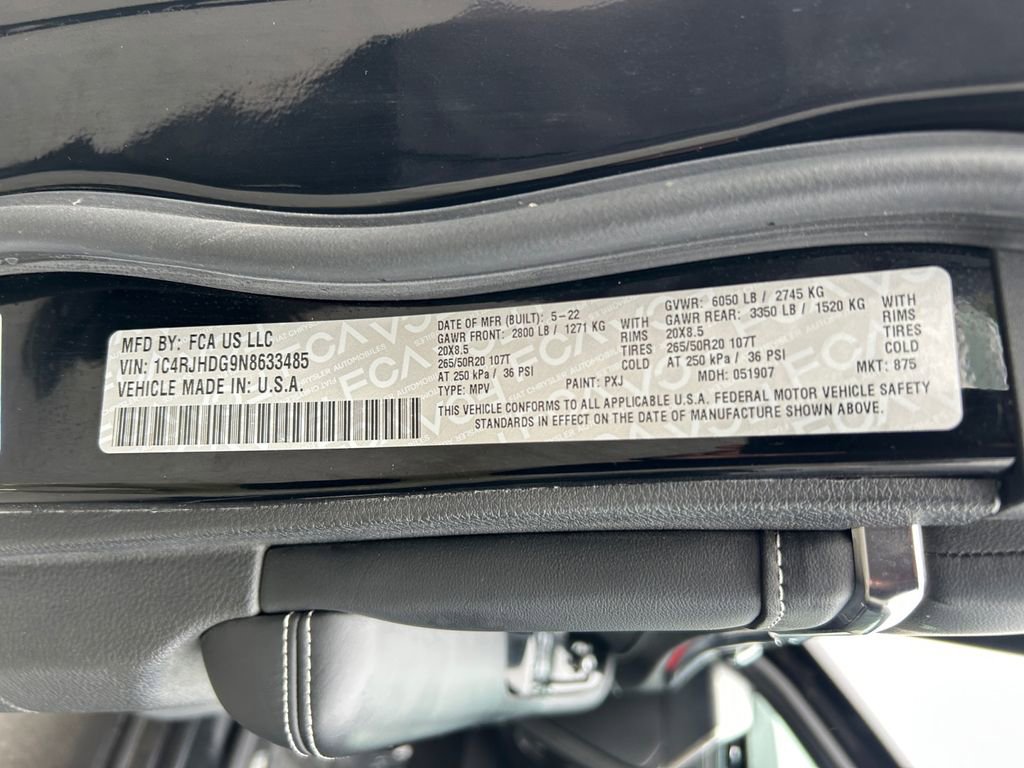 MFD BY: FCA US LLC
VIN: 1C4RJHDG9N8633485
VEHICLE MADE IN: U.S.A.
DATE OF MFR (BUILT): 5-22
GAWR FRONT: 2800 LB / 1271 KG WITH
20X8.5 RIMS
265/50R20 107T TIRES
AT 250 kPa / 36 PSI COLD
TYPE: MPV PAINT: PXJ
GVWR: 6050 LB / 2745 KG
GAWR REAR: 3350 LB / 1520 KG WITH
20X8.5 RIMS
265/50R20 107T TIRES
AT 250 kPa / 36 PSI COLD
MDH: 051907 MKT: 875
THIS VEHICLE CONFORMS TO ALL APPLICABLE U.S.A. FEDERAL MOTOR VEHICLE SAFETY
STANDARDS IN EFFECT ON THE DATE OF MANUFACTURE SHOWN ABOVE.